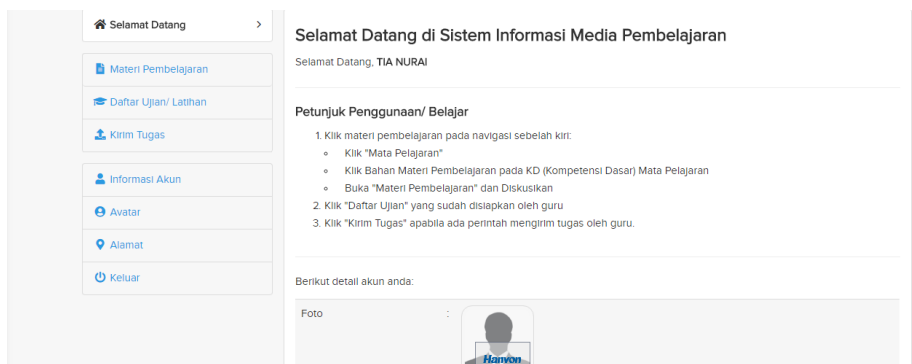 Selamat Datang
Materi Pembelajaran
Daftar Ujian/ Latihan
Kirim Tugas
Informasi Akun
Avatar
Alamat
Keluar
Selamat Datang di Sistem Informasi Media Pembelajaran
Selamat Datang, TIA NURAI
Petunjuk Penggunaan/ Belajar
1. Klik materi pembelajaran pada navigasi sebelah kiri:
Klik "Mata Pelajaran"
Klik Bahan Materi Pembelajaran pada KD (Kompetensi Dasar) Mata Pelajaran
Buka "Materi Pembelajaran" dan Diskusikan
2. Klik "Daftar Ujian" yang sudah disiapkan oleh guru
3. Klik "Kirim Tugas" apabila ada perintah mengirim tugas oleh guru.
Berikut detail akun anda:
Foto :
Hanvon